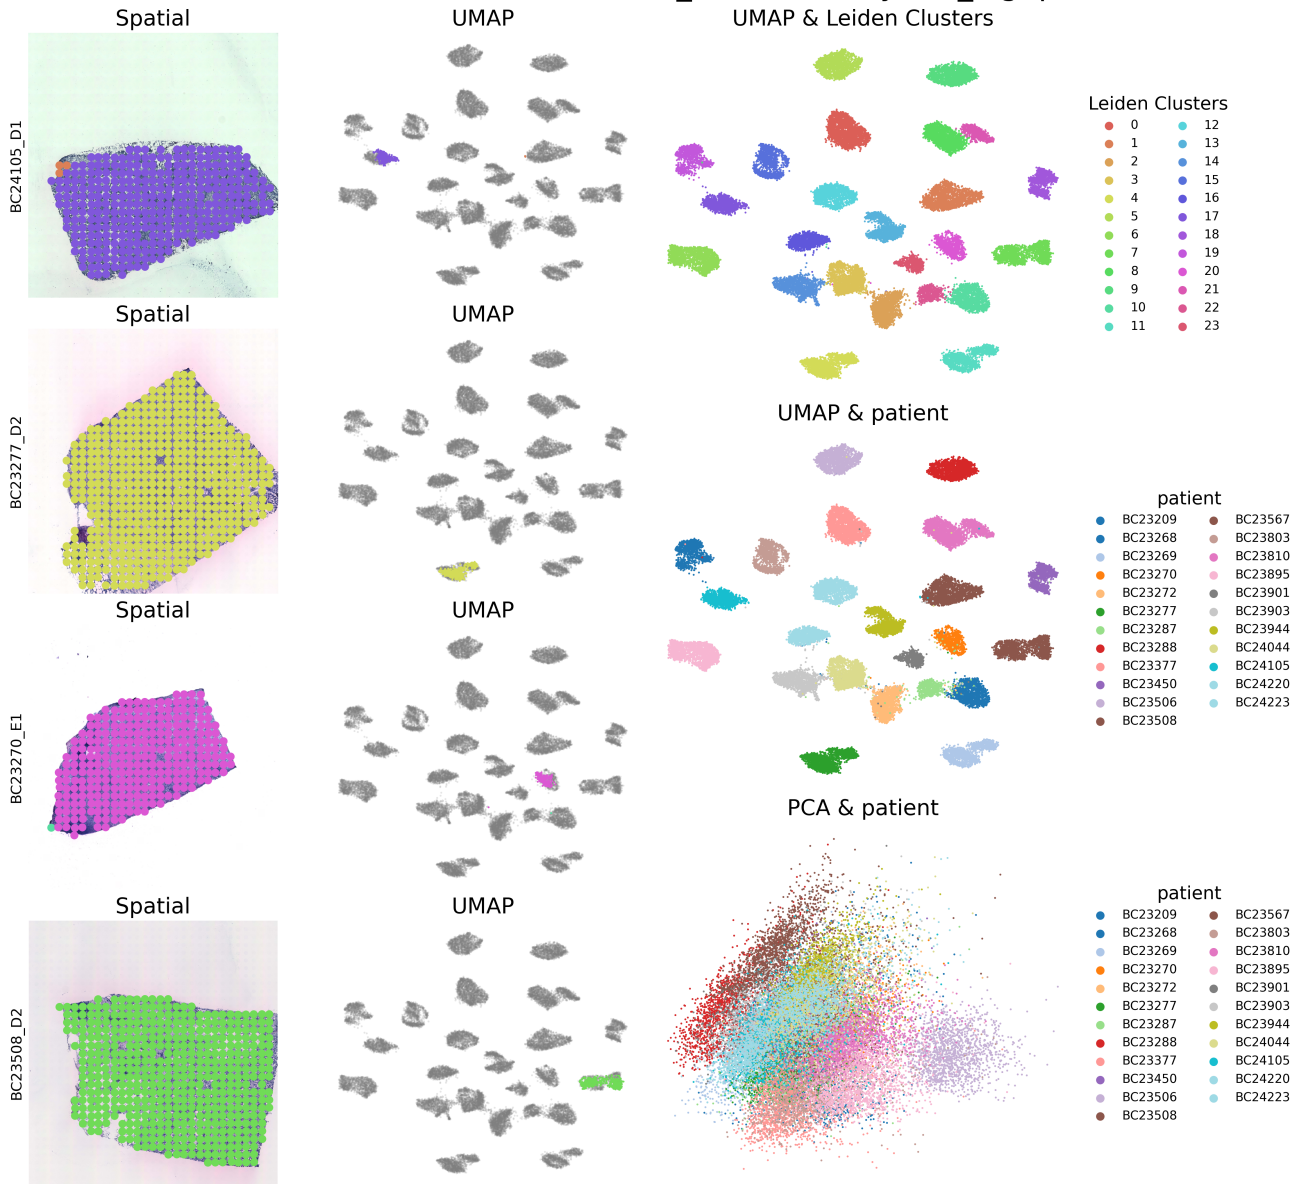 Spatial
UMAP
UMAP & Leiden Clusters
BC24105_D1
Leiden Clusters
0 12
1 13
2 14
3 15
4 16
5 17
6 18
7 19
8 20
9 21
10 22
11 23
Spatial
UMAP
BC23277_D2
UMAP & patient
patient
BC23209 BC23567
BC23268 BC23803
BC23269 BC23810
BC23270 BC23895
BC23272 BC23901
BC23277 BC23903
BC23287 BC23944
BC23288 BC24044
BC23377 BC24105
BC23450 BC24220
BC23506 BC24223
BC23508
Spatial
UMAP
BC23270_E1
PCA & patient
Spatial
UMAP
BC23508_D2
patient
BC23209 BC23567
BC23268 BC23803
BC23269 BC23810
BC23270 BC23895
BC23272 BC23901
BC23277 BC23903
BC23287 BC23944
BC23288 BC24044
BC23377 BC24105
BC23450 BC24220
BC23506 BC24223
BC23508